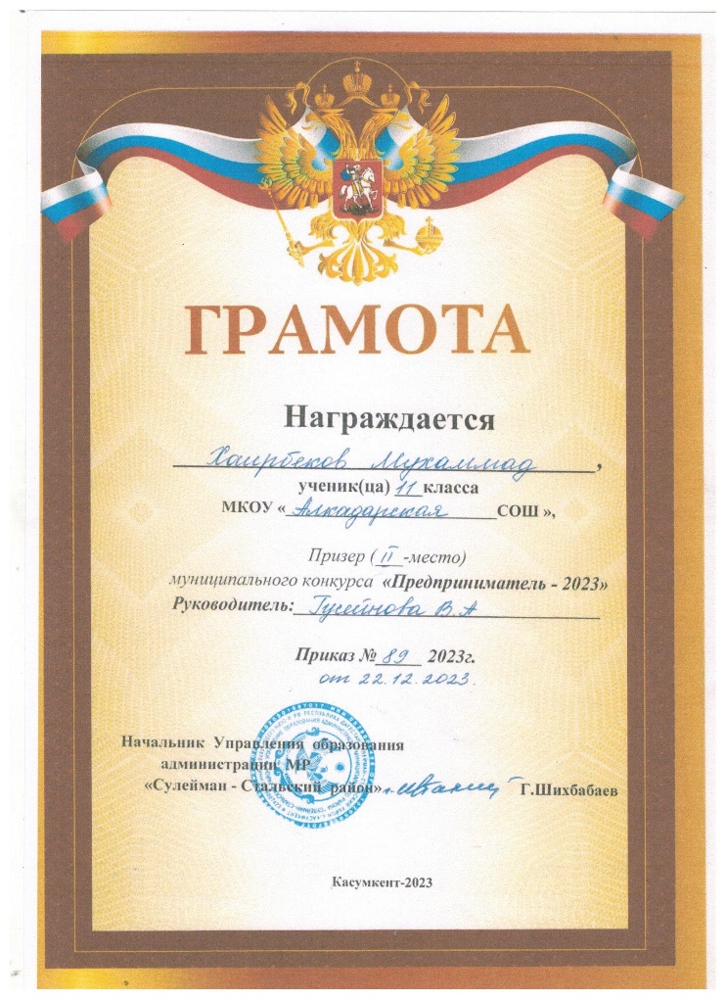 ГРАМОТА
Награждается
Хаирбеков Мухаммад,
ученик(ца) 11 класса
МКОУ «Алкадарская СОШ »,
Призер (II-место)
муниципального конкурса «Предприниматель - 2023»
Руководитель: Гусейнова В.А
Приказ № 89 2023г.
от 22.12.2023.
Начальник Управления образования
администрации МР
«Сулейман - Стальский район» Г.Шихбабаев
Касумкент-2023